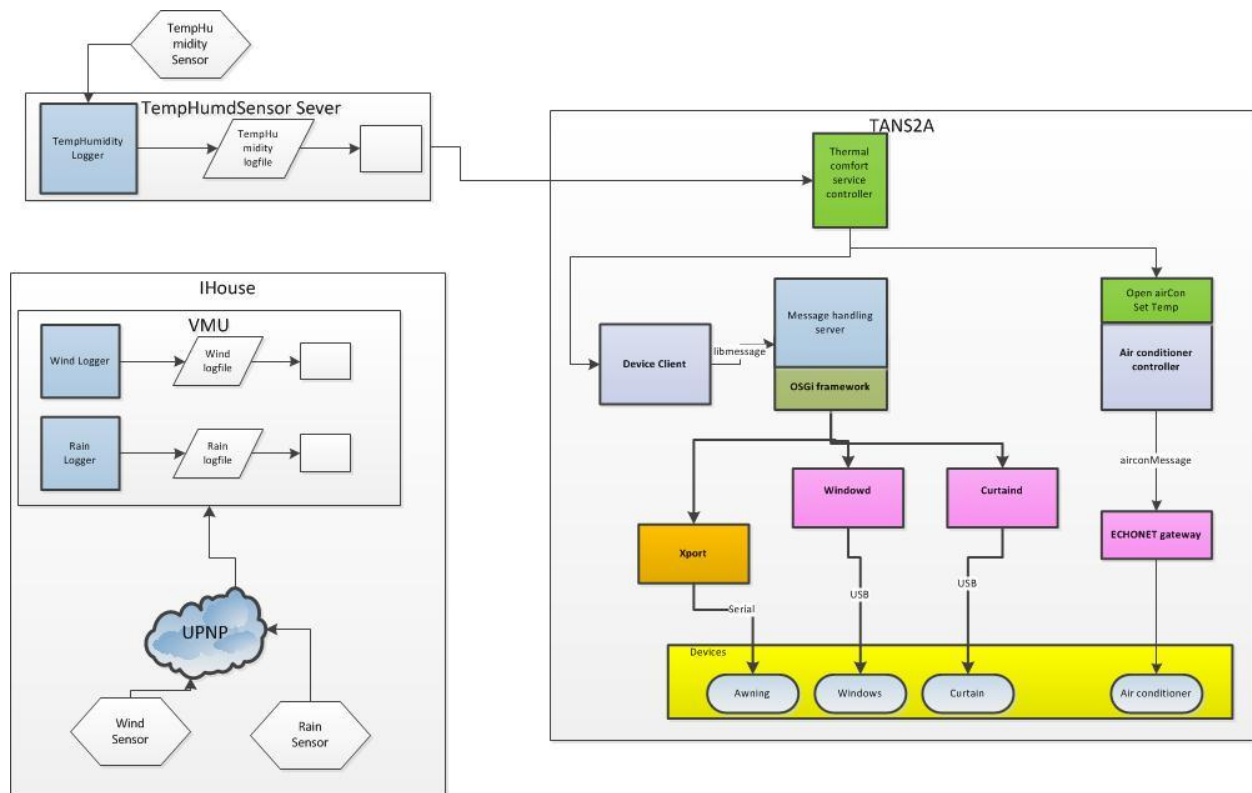 TempHu
midity
Sensor
TempHumdSensor Sever
TempHumidity
Logger
TempHu
midity
logfile
IHouse
VMU
Wind Logger
Wind
logfile
Rain
Logger
Rain
logfile
UPNP
Wind
Sensor
Rain
Sensor
TANS2A
Thermal
comfort
service
controller
Open airCon
Set Temp
Message handling
server
Device Client
libmessage
Air conditioner
controller
OSGi framework
airconMessage
Windowd
Curtaind
Xport
ECHONET gateway
Serial
USB
USB
Devices
Awning
Windows
Curtain
Air conditioner